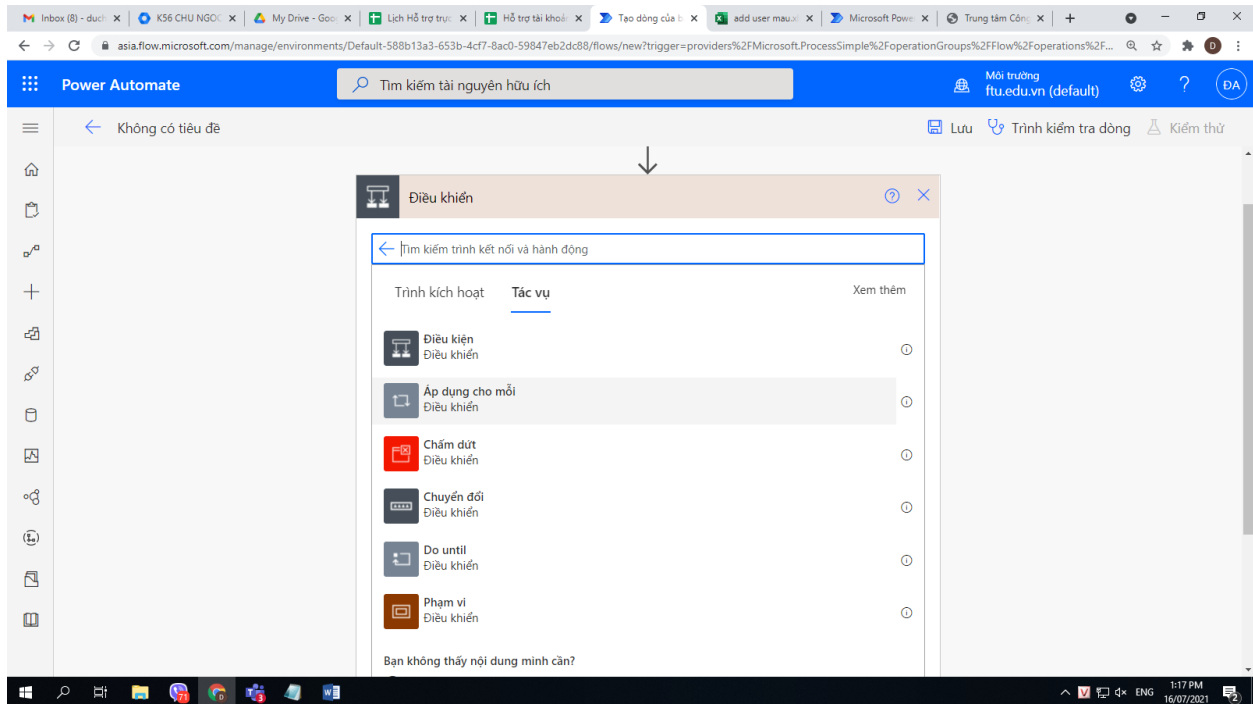 Inbox (8) - duch
K56 CHU NGOC
My Drive - Goo
Lịch Hỗ trợ trực
Hỗ trợ tài khoản
Tạo dòng của b
add user mau.x
Microsoft Power
Trung tâm Công
asia.flow.microsoft.com/manage/environments/Default-588b13a3-653b-4cf7-8ac0-59847eb2dc88/flows/new?trigger=providers%2FMicrosoft.ProcessSimple%2FoperationGroups%2FFlow%2Foperations%2F...
D
Power Automate
Tìm kiếm tài nguyên hữu ích
Môi trường
ftu.edu.vn (default)
?
ĐA
Không có tiêu đề
Lưu
Trình kiểm tra dòng
Kiểm thử
Điều khiển
Tìm kiếm trình kết nối và hành động
Trình kích hoạt
Tác vụ
Xem thêm
Điều kiện
Điều khiển
Áp dụng cho mỗi
Điều khiển
Chấm dứt
Điều khiển
Chuyển đổi
Điều khiển
Do until
Điều khiển
Phạm vi
Điều khiển
Bạn không thấy nội dung mình cần?
71
3
V
ENG
1:17 PM
16/07/2021
2